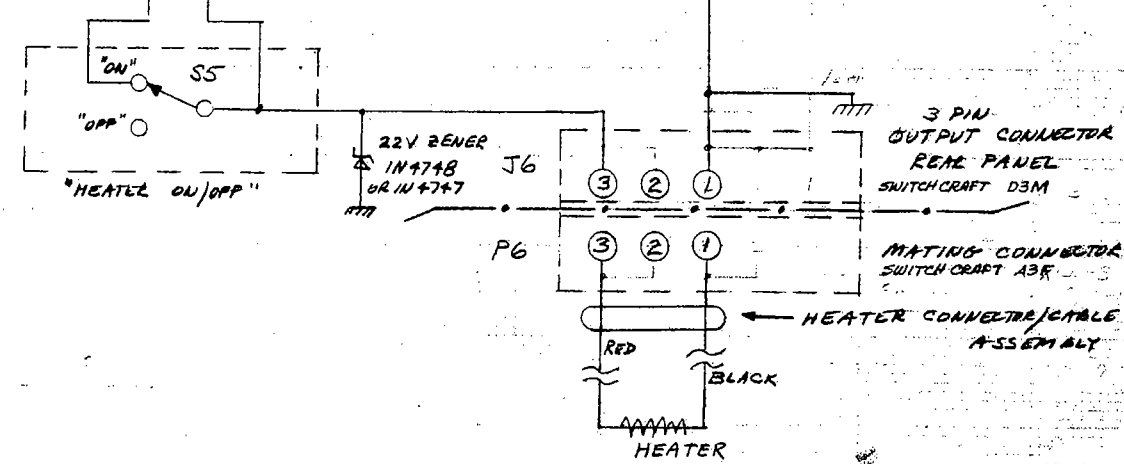 "ON"
S5
"OFF"
"HEATER ON/OFF"
22V ZENER
1N4748
OR 1N4747
J6
3 2 1
3 PIN
OUTPUT CONNECTOR
REAR PANEL
SWITCHCRAFT D3M
P6
3 2 1
MATING CONNECTOR
SWITCHCRAFT A3F
HEATER CONNECTOR/CABLE
ASSEMBLY
RED
BLACK
HEATER